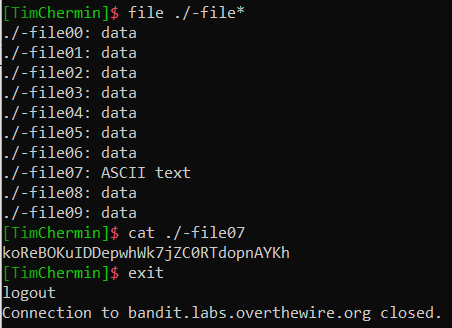 [TimChermin]$ file ./-file*
./-file00: data
./-file01: data
./-file02: data
./-file03: data
./-file04: data
./-file05: data
./-file06: data
./-file07: ASCII text
./-file08: data
./-file09: data
[TimChermin]$ cat ./-file07
koReBOKuIDDepwhWk7jZC0RTdopnAYKh
[TimChermin]$ exit
logout
Connection to bandit.labs.overthewire.org closed.